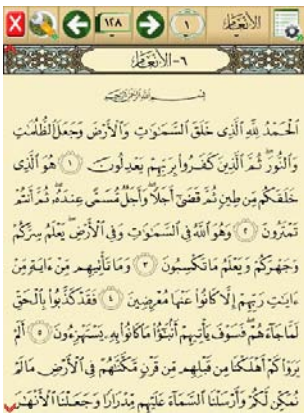 الأنعام ١ ١٢٨
٦-الأنعام
بسم الله الرحمن الرحيم
ٱلْحَمْدُ لِلَّهِ ٱلَّذِى خَلَقَ ٱلسَّمَٰوَٰتِ وَٱلْأَرْضَ وَجَعَلَ ٱلظُّلُمَٰتِ
وَٱلنُّورَ ثُمَّ ٱلَّذِينَ كَفَرُوا۟ بِرَبِّهِمْ يَعْدِلُونَ ١ هُوَ ٱلَّذِى
خَلَقَكُم مِّن طِينٍ ثُمَّ قَضَىٰٓ أَجَلًا وَأَجَلٌ مُّسَمًّى عِندَهُۥ ثُمَّ أَنتُمْ
تَمْتَرُونَ ٢ وَهُوَ ٱللَّهُ فِى ٱلسَّمَٰوَٰتِ وَفِى ٱلْأَرْضِ يَعْلَمُ سِرَّكُمْ
وَجَهْرَكُمْ وَيَعْلَمُ مَا تَكْسِبُونَ ٣ وَمَا تَأْتِيهِم مِّنْ ءَايَةٍ مِّنْ
ءَايَٰتِ رَبِّهِمْ إِلَّا كَانُوا۟ عَنْهَا مُعْرِضِينَ ٤ فَقَدْ كَذَّبُوا۟ بِٱلْحَقِّ
لَمَّا جَآءَهُمْ فَسَوْفَ يَأْتِيهِمْ أَنۢبَٰٓؤُا۟ مَا كَانُوا۟ بِهِۦ يَسْتَهْزِءُونَ ٥ أَلَمْ
يَرَوْا۟ كَمْ أَهْلَكْنَا مِن قَبْلِهِم مِّن قَرْنٍ مَّكَّنَّٰهُمْ فِى ٱلْأَرْضِ مَا لَمْ
نُمَكِّن لَّكُمْ وَأَرْسَلْنَا ٱلسَّمَآءَ عَلَيْهِم مِّدْرَارًا وَجَعَلْنَا ٱلْأَنْهَٰرَ